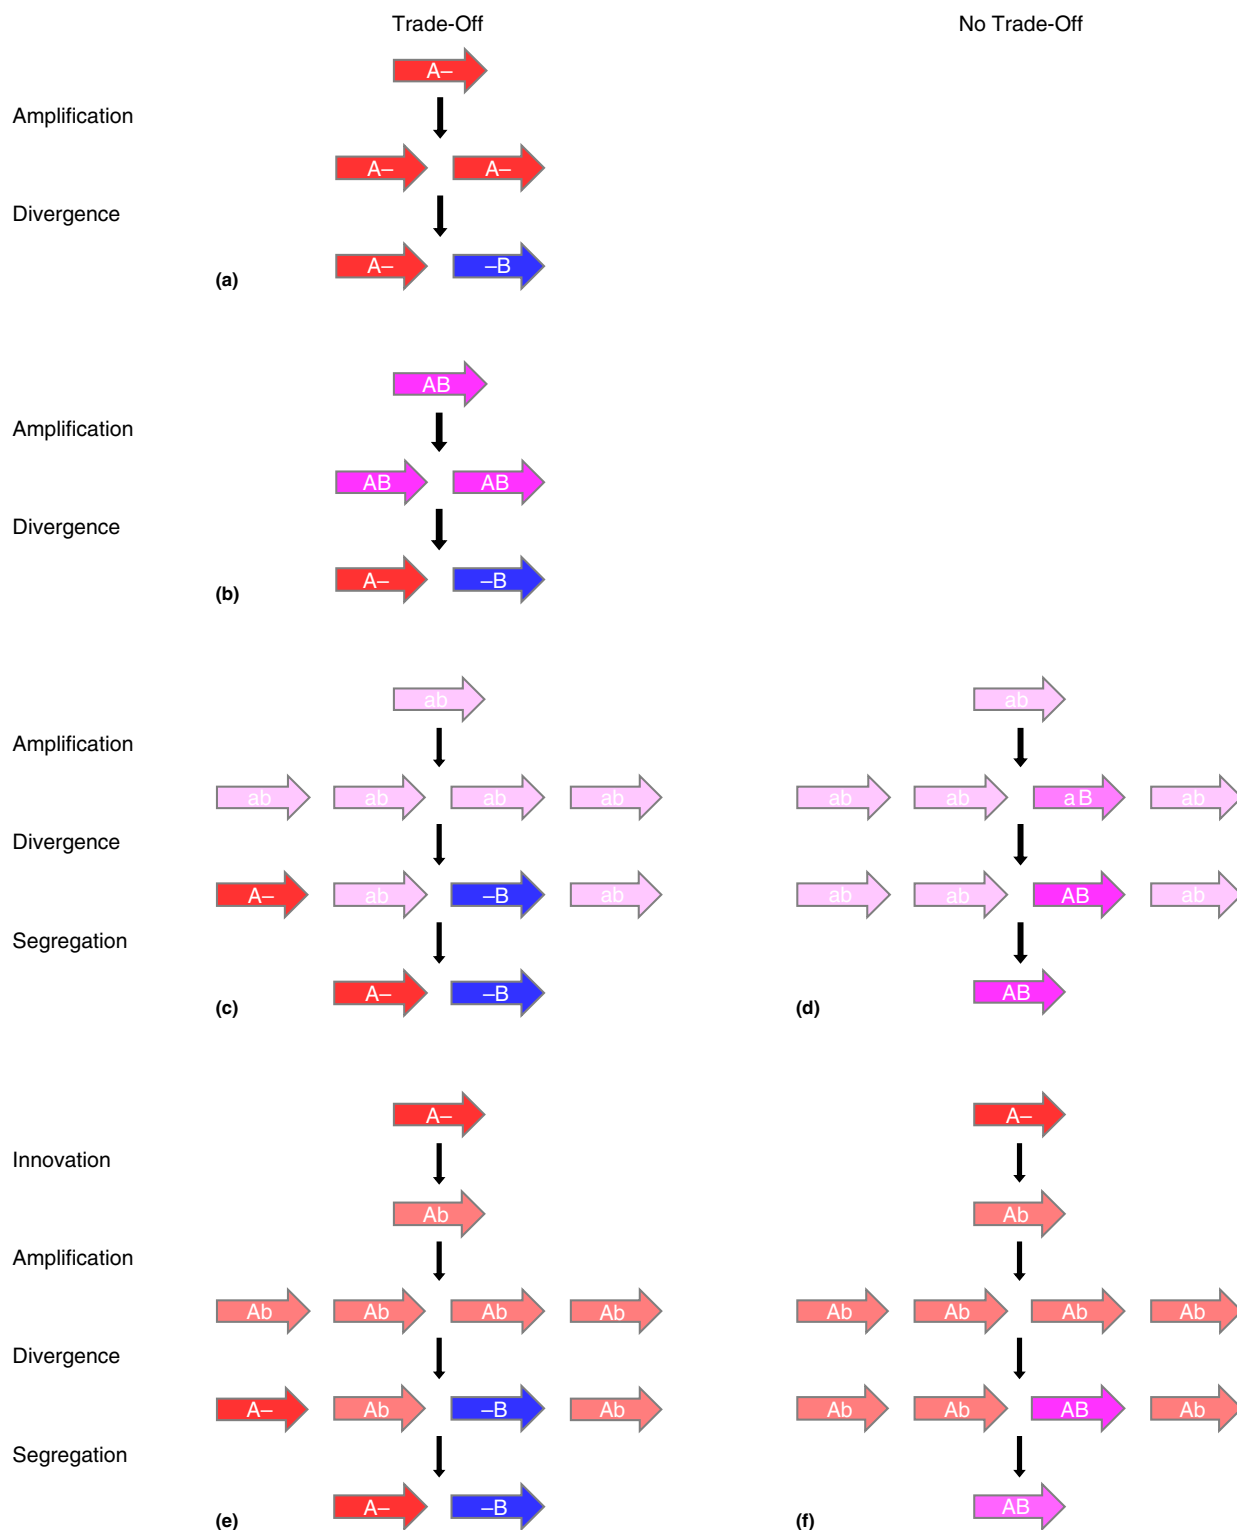 Trade-Off No Trade-Off
A–
Amplification
A– A–
Divergence
A– –B
(a)
AB
Amplification
AB AB
Divergence
A– –B
(b)
ab ab
Amplification
ab ab ab ab ab ab a B ab
Divergence
A– ab –B ab ab ab AB ab
Segregation
A– –B AB
(c) (d)
A– A–
Innovation
Ab Ab
Amplification
Ab Ab Ab Ab Ab Ab Ab Ab
Divergence
A– Ab –B Ab Ab Ab AB Ab
Segregation
A– –B AB
(e) (f)